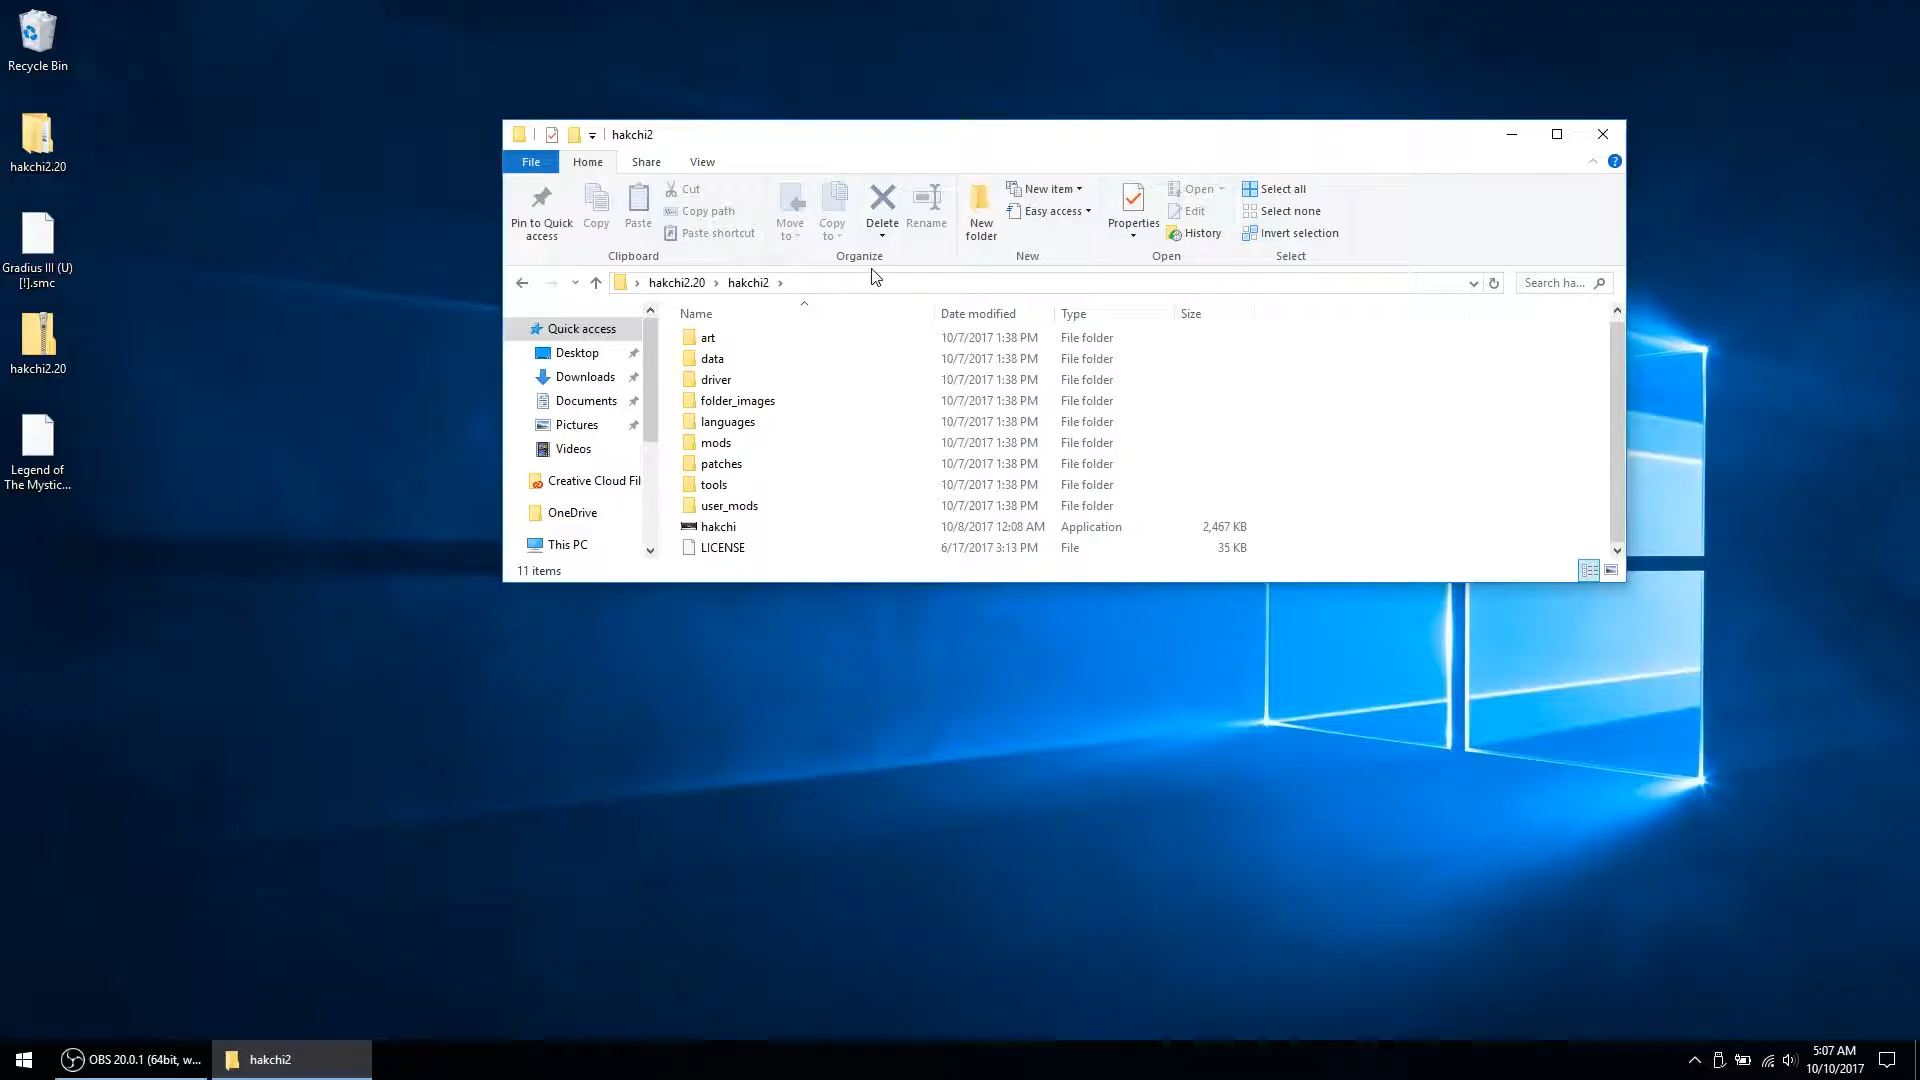 Recycle Bin
hakchi2.20
Gradius III (U)
[!].smc
hakchi2.20
Legend of
The Mystic...
hakchi2
File
Home
Share
View
Pin to Quick
access
Copy
Paste
Cut
Copy path
Paste shortcut
Clipboard
Move
to
Copy
to
Delete
Rename
Organize
New
folder
New item
Easy access
New
Properties
Open
Edit
History
Open
Select all
Select none
Invert selection
Select
hakchi2.20 › hakchi2 ›
Search ha...
Quick access
Desktop
Downloads
Documents
Pictures
Videos
Creative Cloud Fil
OneDrive
This PC
Name Date modified Type Size
art 10/7/2017 1:38 PM File folder
data 10/7/2017 1:38 PM File folder
driver 10/7/2017 1:38 PM File folder
folder_images 10/7/2017 1:38 PM File folder
languages 10/7/2017 1:38 PM File folder
mods 10/7/2017 1:38 PM File folder
patches 10/7/2017 1:38 PM File folder
tools 10/7/2017 1:38 PM File folder
user_mods 10/7/2017 1:38 PM File folder
hakchi 10/8/2017 12:08 AM Application 2,467 KB
LICENSE 6/17/2017 3:13 PM File 35 KB
11 items
OBS 20.0.1 (64bit, w...
hakchi2
5:07 AM
10/10/2017